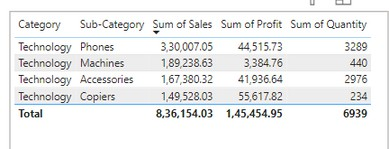 Category Sub-Category Sum of Sales Sum of Profit Sum of Quantity
Technology Phones 3,30,007.05 44,515.73 3289
Technology Machines 1,89,238.63 3,384.76 440
Technology Accessories 1,67,380.32 41,936.64 2976
Technology Copiers 1,49,528.03 55,617.82 234
Total 8,36,154.03 1,45,454.95 6939